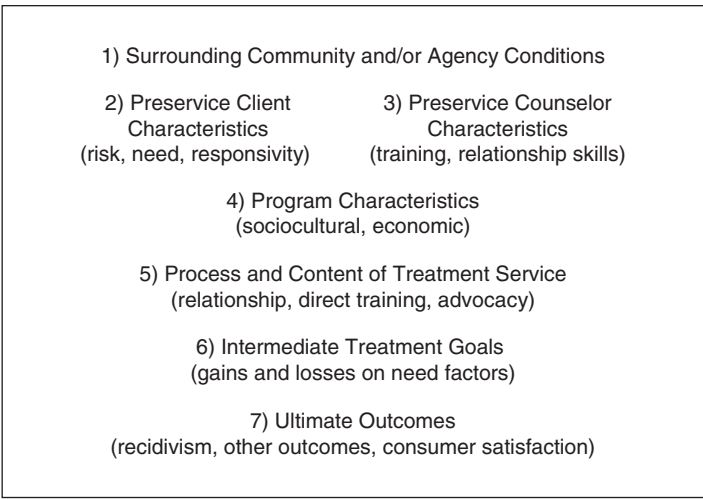 1) Surrounding Community and/or Agency Conditions
2) Preservice Client
Characteristics
(risk, need, responsivity)
3) Preservice Counselor
Characteristics
(training, relationship skills)
4) Program Characteristics
(sociocultural, economic)
5) Process and Content of Treatment Service
(relationship, direct training, advocacy)
6) Intermediate Treatment Goals
(gains and losses on need factors)
7) Ultimate Outcomes
(recidivism, other outcomes, consumer satisfaction)